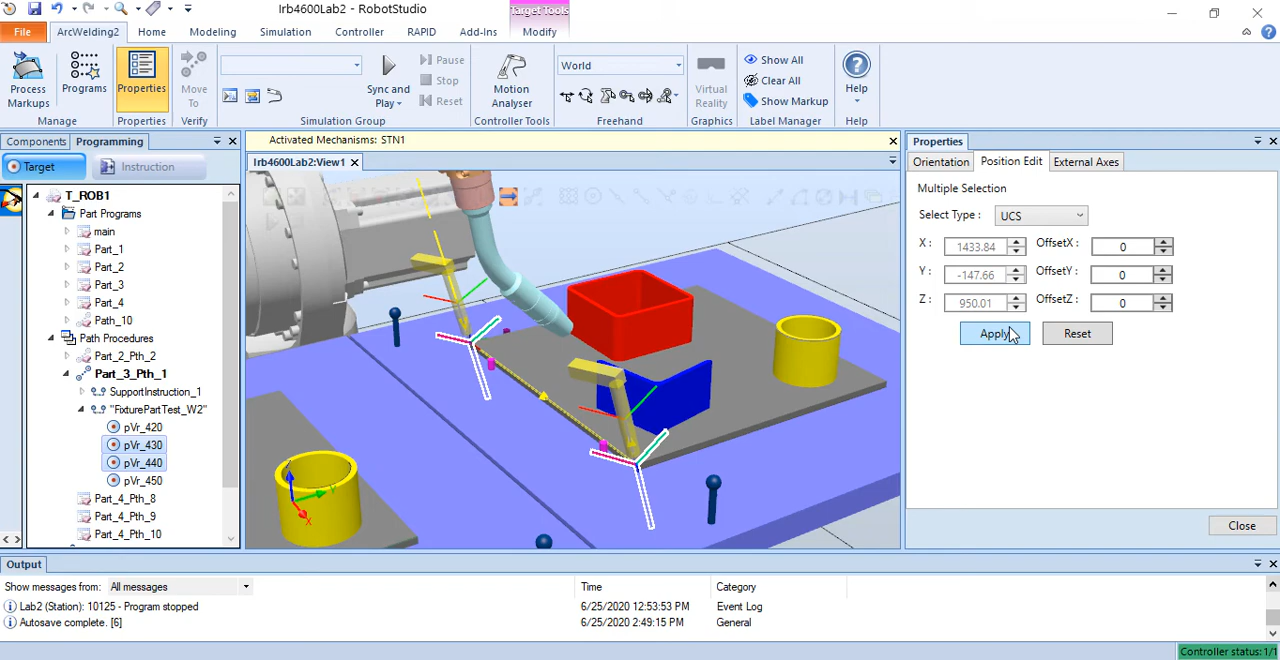 Irb4600Lab2 - RobotStudio
Target Tools
File
ArcWelding2
Home
Modeling
Simulation
Controller
RAPID
Add-Ins
Modify
Process Markups
Programs
Properties
Move To
Sync and Play
Pause
Stop
Reset
Motion Analyser
World
Virtual Reality
Show All
Clear All
Show Markup
Help
Manage
Properties
Verify
Simulation Group
Controller Tools
Freehand
Graphics
Label Manager
Help
Components
Programming
Activated Mechanisms: STN1
Properties
Target
Instruction
Irb4600Lab2:View1
Orientation
Position Edit
External Axes
T_ROB1
Part Programs
main
Part_1
Part_2
Part_3
Part_4
Path_10
Path Procedures
Part_2_Pth_2
Part_3_Pth_1
SupportInstruction_1
"FixturePartTest_W2"
pVr_420
pVr_430
pVr_440
pVr_450
Part_4_Pth_8
Part_4_Pth_9
Part_4_Pth_10
Y
X
Multiple Selection
Select Type : UCS
X : 1433.84 OffsetX : 0
Y : -147.66 OffsetY : 0
Z : 950.01 OffsetZ : 0
Apply
Reset
Close
Output
Show messages from: All messages
Time
Category
Lab2 (Station): 10125 - Program stopped
6/25/2020 12:53:53 PM
Event Log
Autosave complete. [6]
6/25/2020 2:49:15 PM
General
Controller status: 1/1